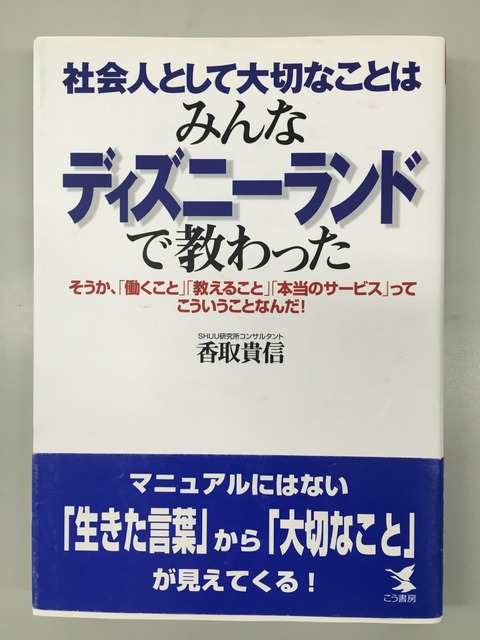 社会人として大切なことは
みんな
ディズニーランド
で教わった
そうか、「働くこと」「教えること」「本当のサービス」って
こういうことなんだ！
SHUU研究所コンサルタント
香取貴信
マニュアルにはない
「生きた言葉」から「大切なこと」
が見えてくる！
こう書房